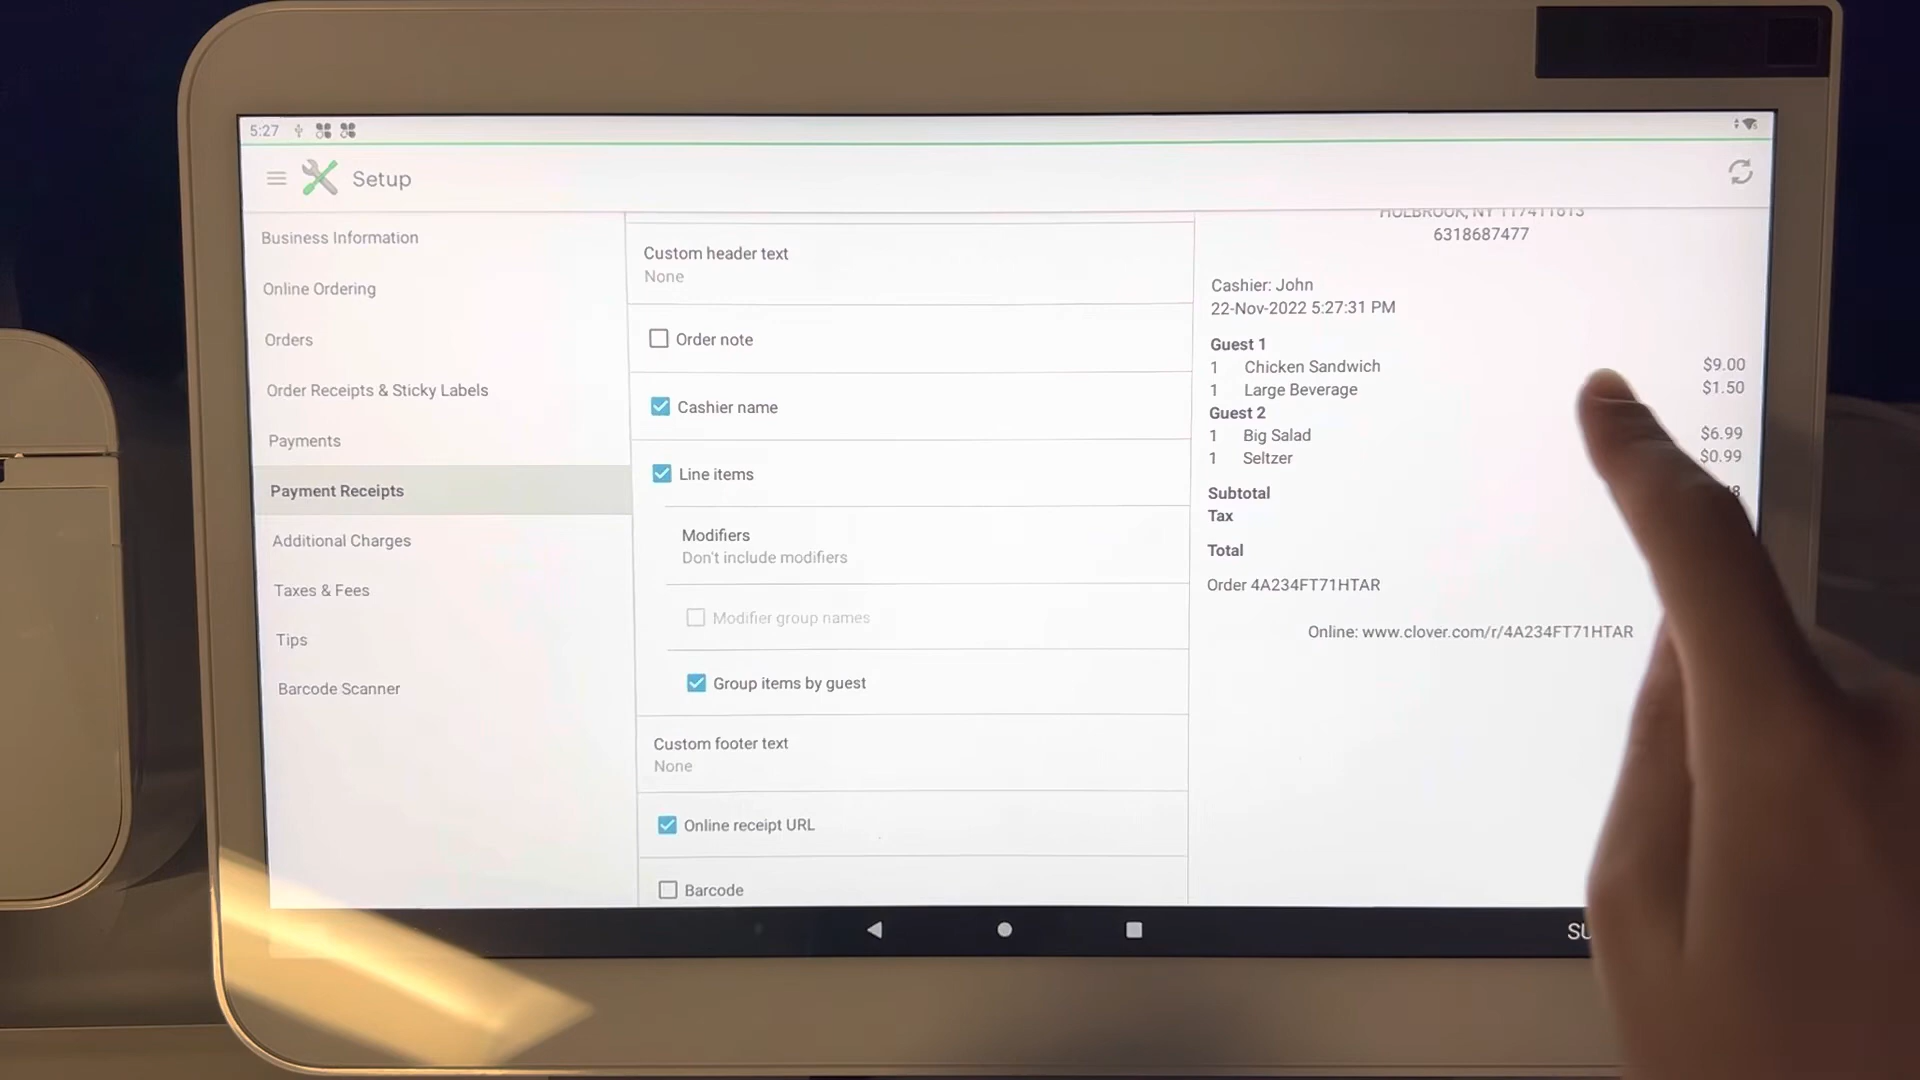 5:27
Setup
Business Information
Online Ordering
Orders
Order Receipts & Sticky Labels
Payments
Payment Receipts
Additional Charges
Taxes & Fees
Tips
Barcode Scanner
Custom header text
None
Order note
Cashier name
Line items
Modifiers
Don't include modifiers
Modifier group names
Group items by guest
Custom footer text
None
Online receipt URL
Barcode
HOLBROOK, NY 117411613
6318687477
Cashier: John
22-Nov-2022 5:27:31 PM
Guest 1
1 Chicken Sandwich $9.00
1 Large Beverage $1.50
Guest 2
1 Big Salad $6.99
1 Seltzer $0.99
Subtotal
Tax
Total
Order 4A234FT71HTAR
Online: www.clover.com/r/4A234FT71HTAR